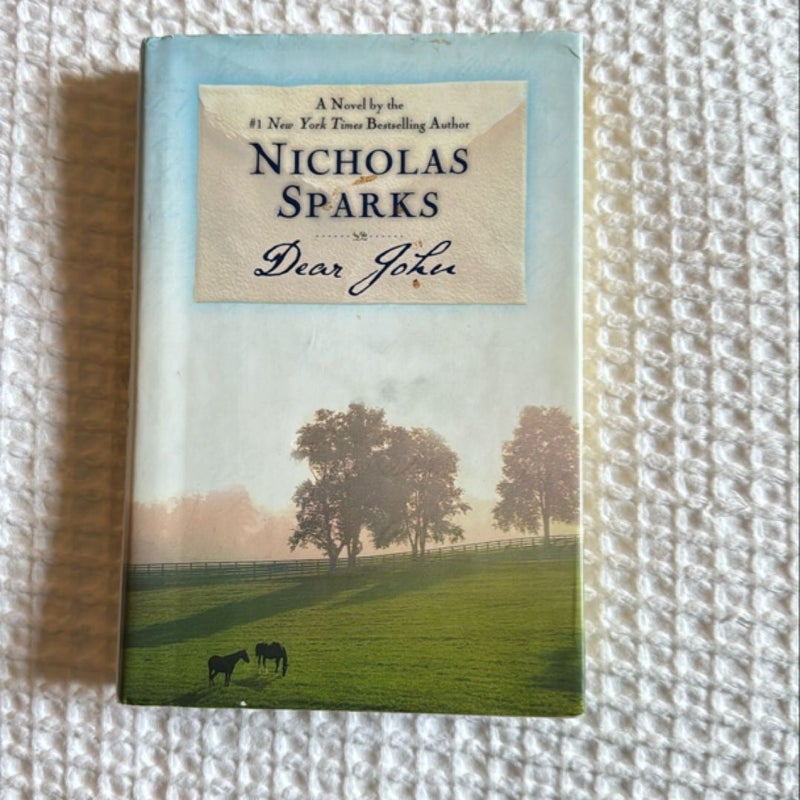 A Novel by the
#1 New York Times Bestselling Author
NICHOLAS
SPARKS
Dear John